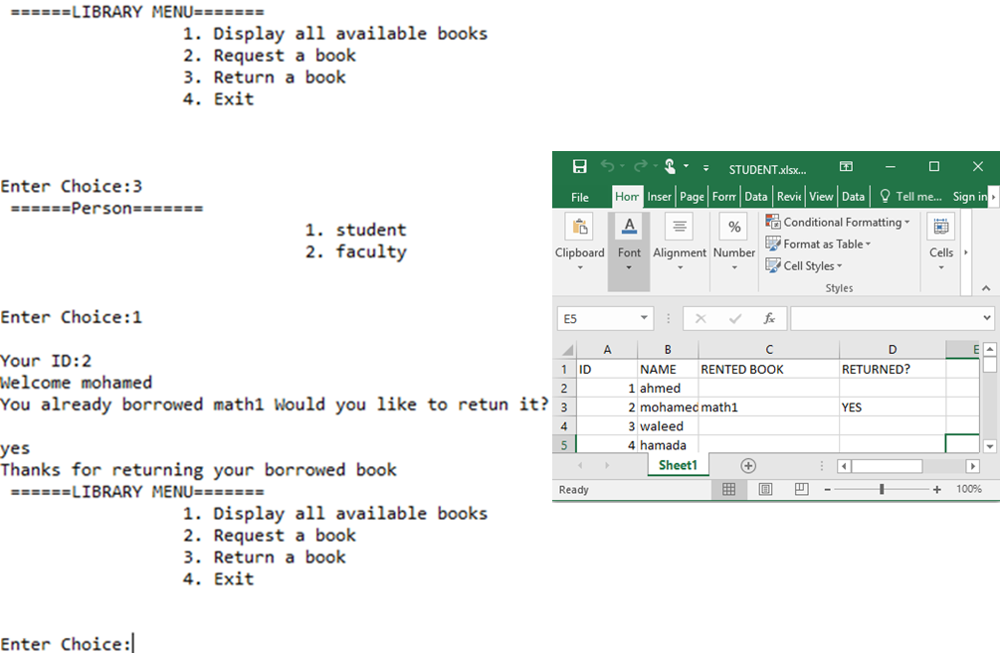 ======LIBRARY MENU=======
1. Display all available books
2. Request a book
3. Return a book
4. Exit
Enter Choice:3
======Person=======
1. student
2. faculty
Enter Choice:1
Your ID:2
Welcome mohamed
You already borrowed math1 Would you like to retun it?
yes
Thanks for returning your borrowed book
======LIBRARY MENU=======
1. Display all available books
2. Request a book
3. Return a book
4. Exit
Enter Choice:
STUDENT.xlsx...
File Hom Inser Page Form Data Revie View Data Tell me... Sign in
Clipboard Font Alignment % Number Conditional Formatting
Format as Table
Cell Styles
Cells
Styles
E5 fx
A B C D E
1 ID NAME RENTED BOOK RETURNED?
2 1 ahmed
3 2 mohamed math1 YES
4 3 waleed
5 4 hamada
Sheet1
Ready 100%